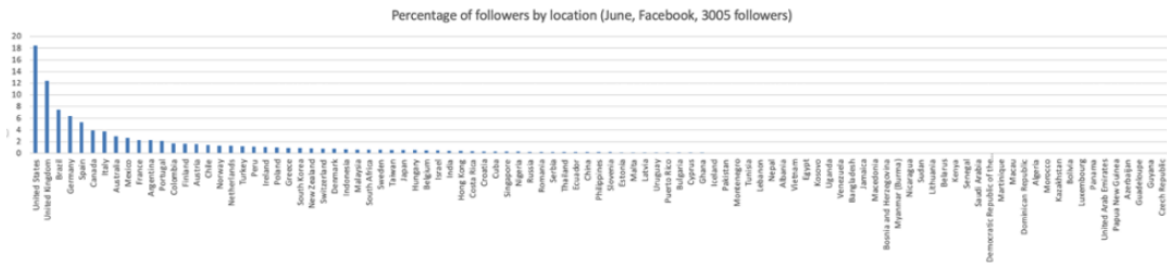 Percentage of followers by location (June, Facebook, 3005 followers)
20
18
16
14
12
10
8
6
4
2
0
United States
United Kingdom
Brazil
Germany
Spain
Canada
Italy
Australia
Mexico
France
Argentina
Portugal
Colombia
Finland
Austria
Chile
Norway
Netherlands
Turkey
Peru
Ireland
Poland
Greece
South Korea
New Zealand
Switzerland
Denmark
Indonesia
Malaysia
South Africa
Sweden
Taiwan
Japan
Hungary
Belgium
Israel
India
Hong Kong
Costa Rica
Croatia
Cuba
Singapore
Nigeria
Russia
Romania
Serbia
Thailand
Ecuador
China
Philippines
Slovenia
Estonia
Malta
Latvia
Uruguay
Puerto Rico
Bulgaria
Cyprus
Ghana
Iceland
Pakistan
Montenegro
Tunisia
Lebanon
Nepal
Albania
Vietnam
Egypt
Kosovo
Uganda
Venezuela
Bangladesh
Jamaica
Macedonia
Bosnia and Herzegovina
Myanmar (Burma)
Nicaragua
Sudan
Lithuania
Belarus
Kenya
Senegal
Saudi Arabia
Democratic Republic of the...
Martinique
Macau
Dominican Republic
Algeria
Morocco
Kazakhstan
Bolivia
Luxembourg
Panama
United Arab Emirates
Papua New Guinea
Azerbaijan
Guadeloupe
Guyana
Czech Republic